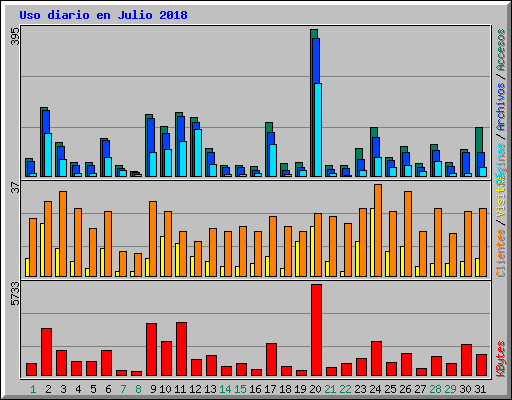 Uso diario en Julio 2018
395
37
5733
Accesos
/ Archivos /
Páginas
Clientes / Visitas
KBytes
1 2 3 4 5 6 7 8 9 10 11 12 13 14 15 16 17 18 19 20 21 22 23 24 25 26 27 28 29 30 31